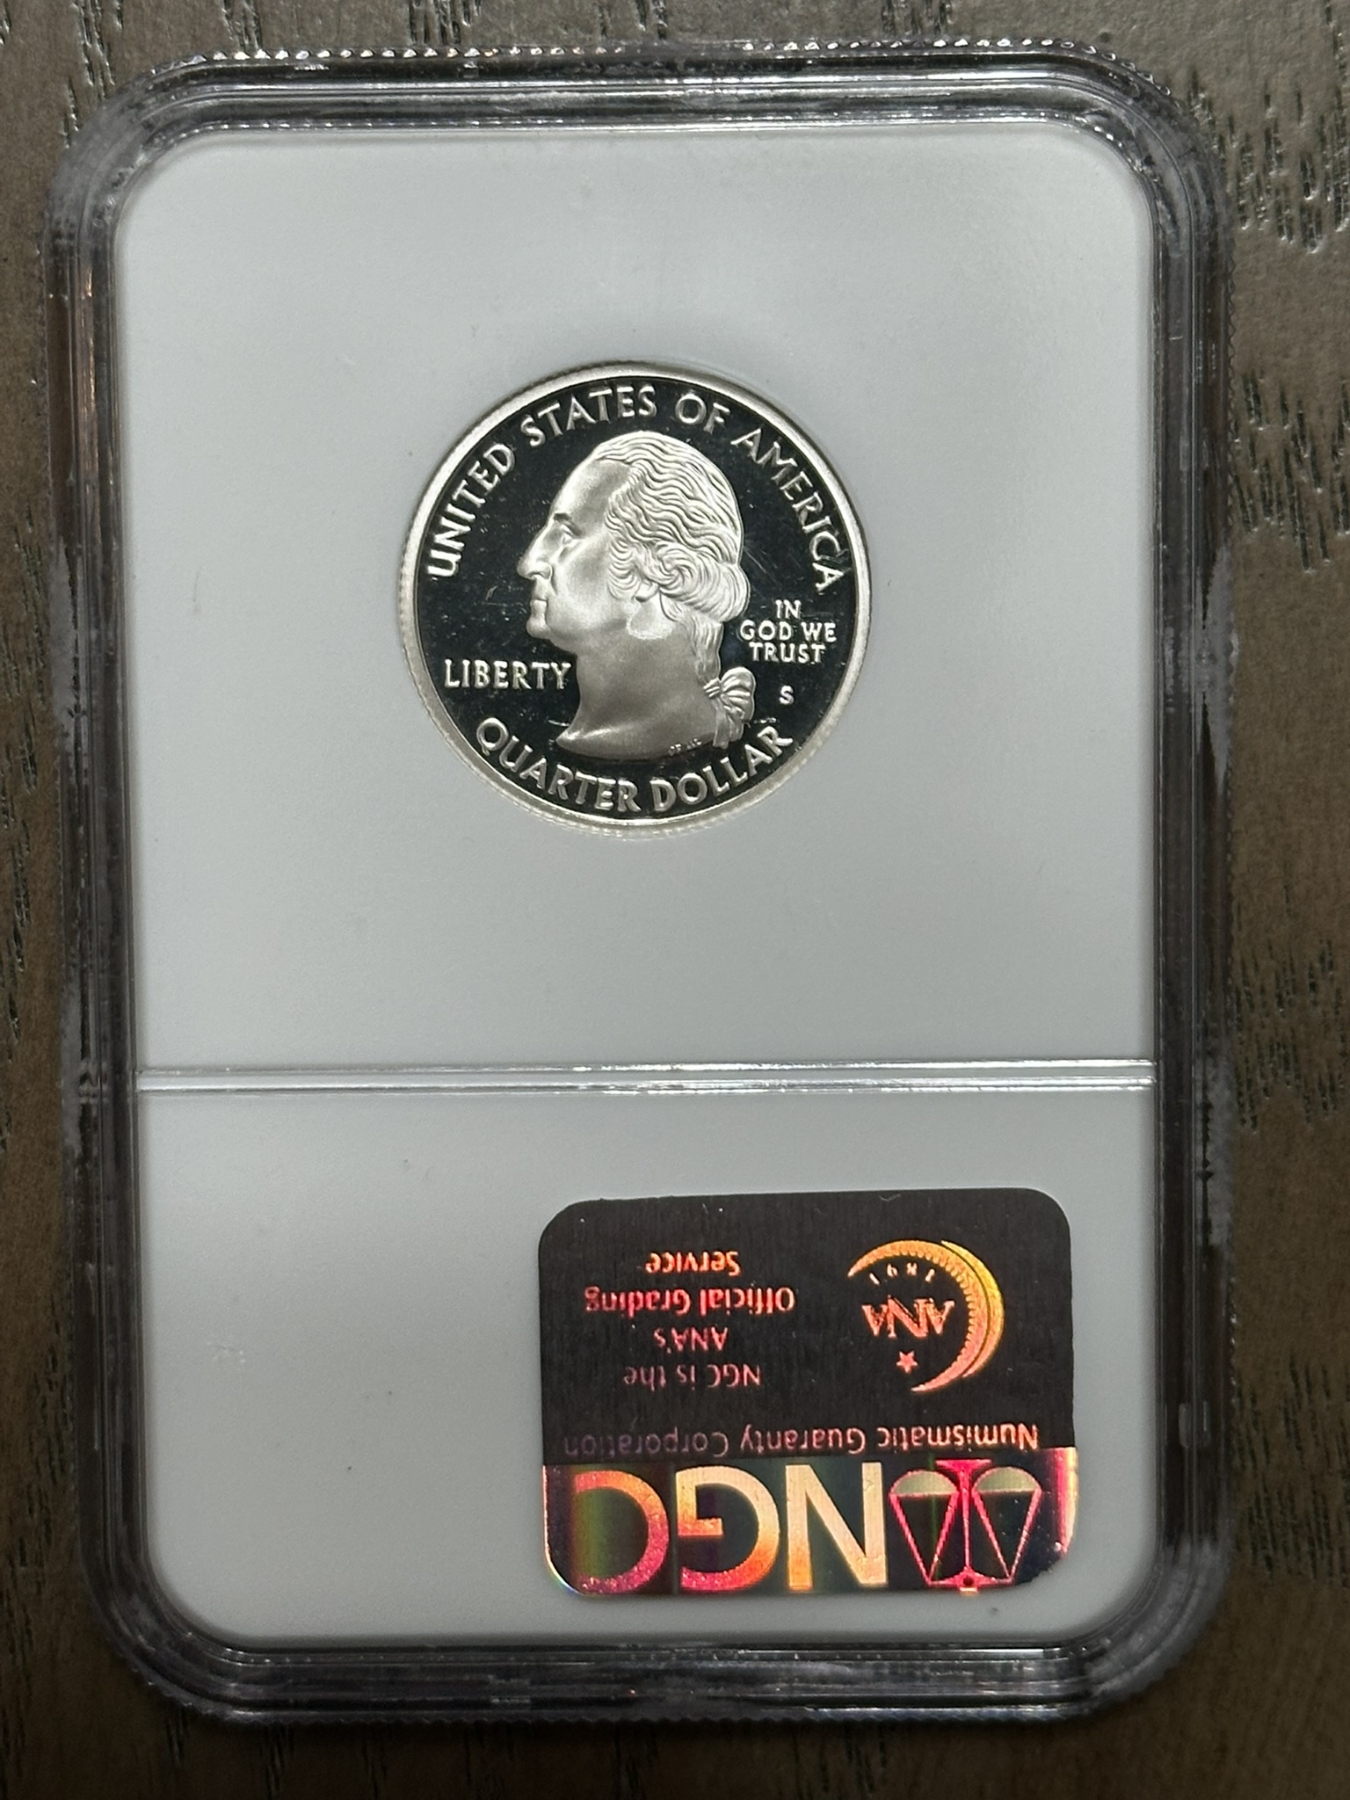 UNITED STATES OF AMERICA
IN
GOD WE
TRUST
LIBERTY
S
QUARTER DOLLAR
NGC
Numismatic Guaranty Corporation
NGC is the
ANA's
Official Grading
Service
ANA
1891